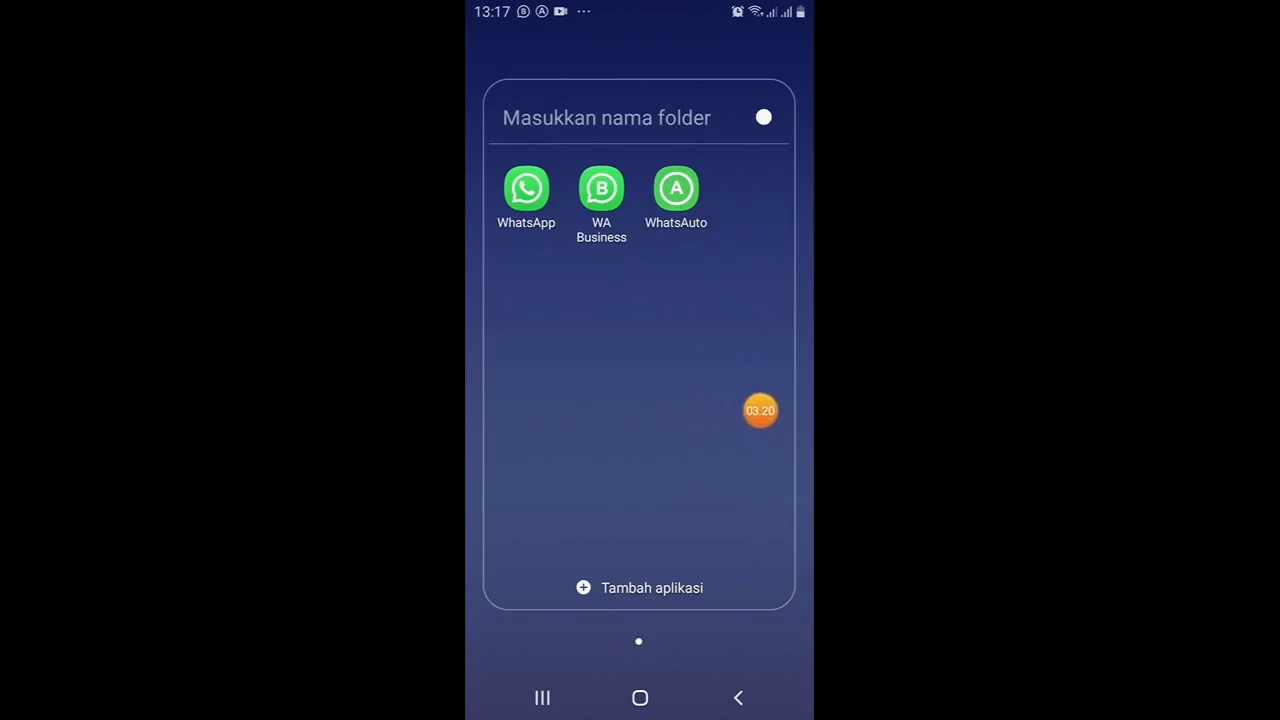 13:17
Masukkan nama folder
WhatsApp
B
WA
Business
A
WhatsAuto
03.20
Tambah aplikasi